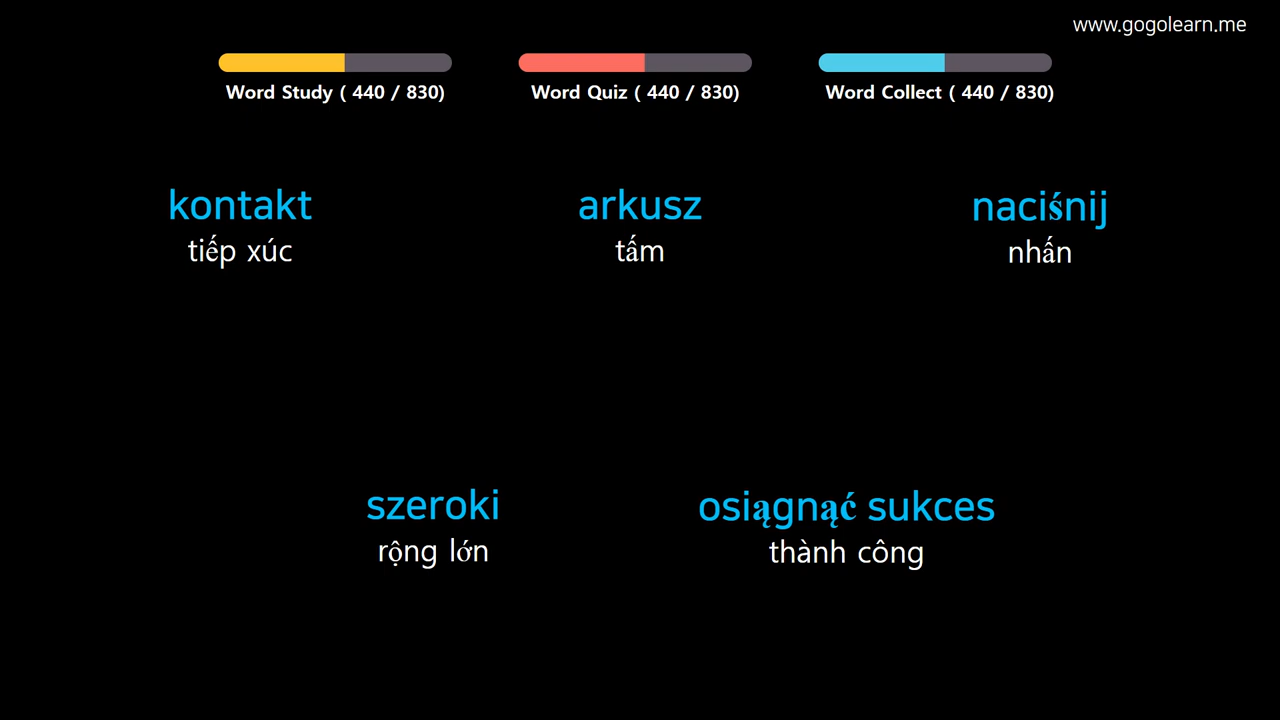 www.gogolearn.me
Word Study ( 440 / 830)
Word Quiz ( 440 / 830)
Word Collect ( 440 / 830)
kontakt
tiếp xúc
arkusz
tấm
naciśnij
nhấn
szeroki
rộng lớn
osiągnąć sukces
thành công